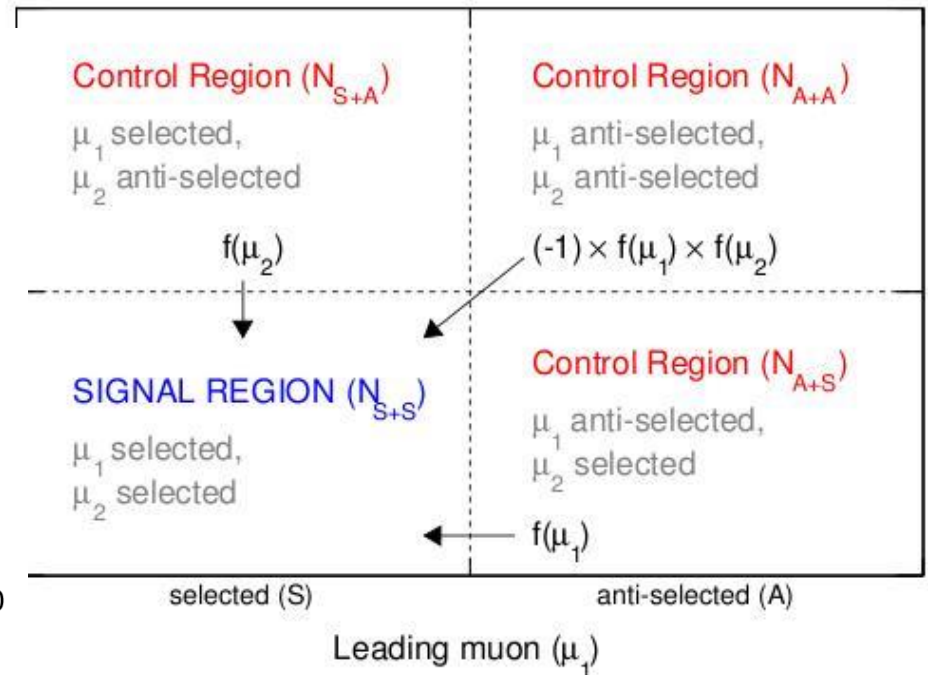 Control Region (N_S+A)
μ_1 selected,
μ_2 anti-selected
f(μ_2)
Control Region (N_A+A)
μ_1 anti-selected,
μ_2 anti-selected
(-1) × f(μ_1) × f(μ_2)
SIGNAL REGION (N_S+S)
μ_1 selected,
μ_2 selected
Control Region (N_A+S)
μ_1 anti-selected,
μ_2 selected
f(μ_1)
selected (S)
anti-selected (A)
Leading muon (μ_1)